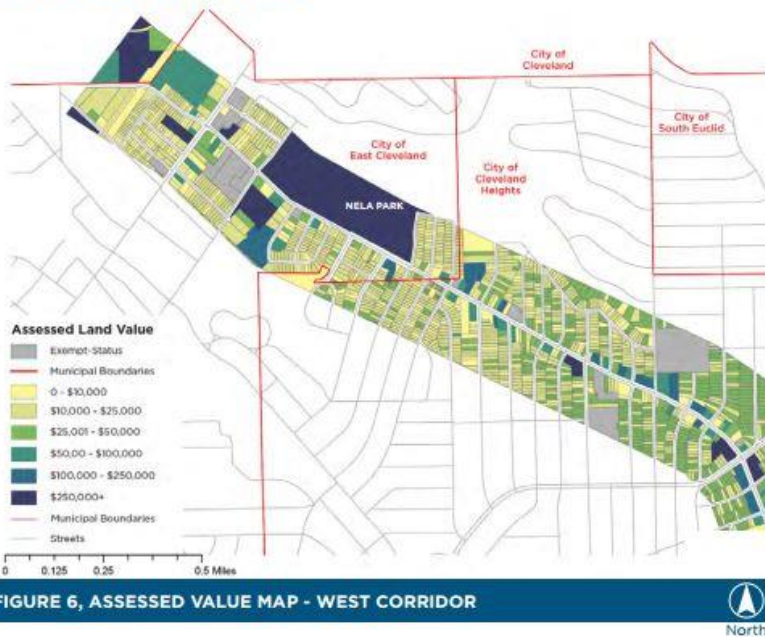 City of
Cleveland
City of
South Euclid
City of
East Cleveland
City of
Cleveland
Heights
NELA PARK
Assessed Land Value
Exempt-Status
Municipal Boundaries
0 - $10,000
$10,000 - $25,000
$25,001 - $50,000
$50,00 - $100,000
$100,000 - $250,000
$250,000+
Municipal Boundaries
Streets
0 0.125 0.25 0.5 Miles
FIGURE 6, ASSESSED VALUE MAP - WEST CORRIDOR
North